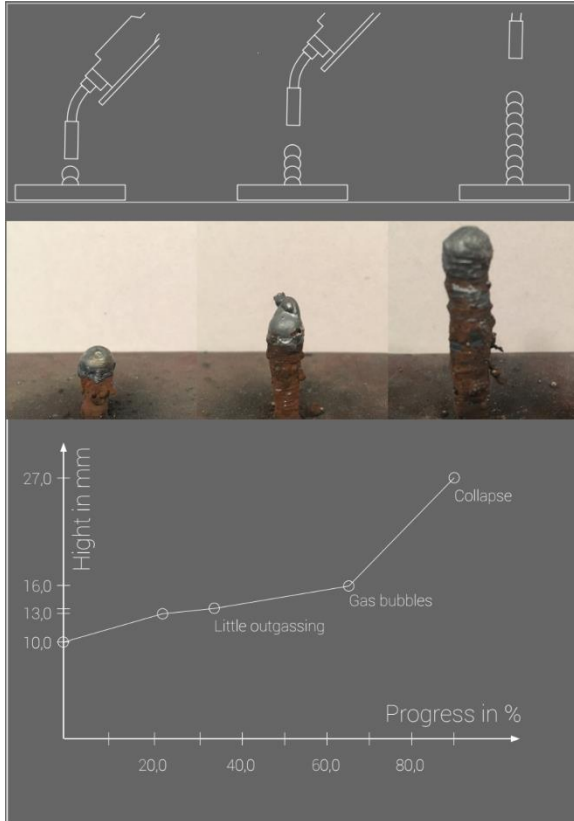 Hight in mm
27,0
Collapse
16,0
Gas bubbles
13,0
Little outgassing
10,0
Progress in %
20,0 40,0 60,0 80,0